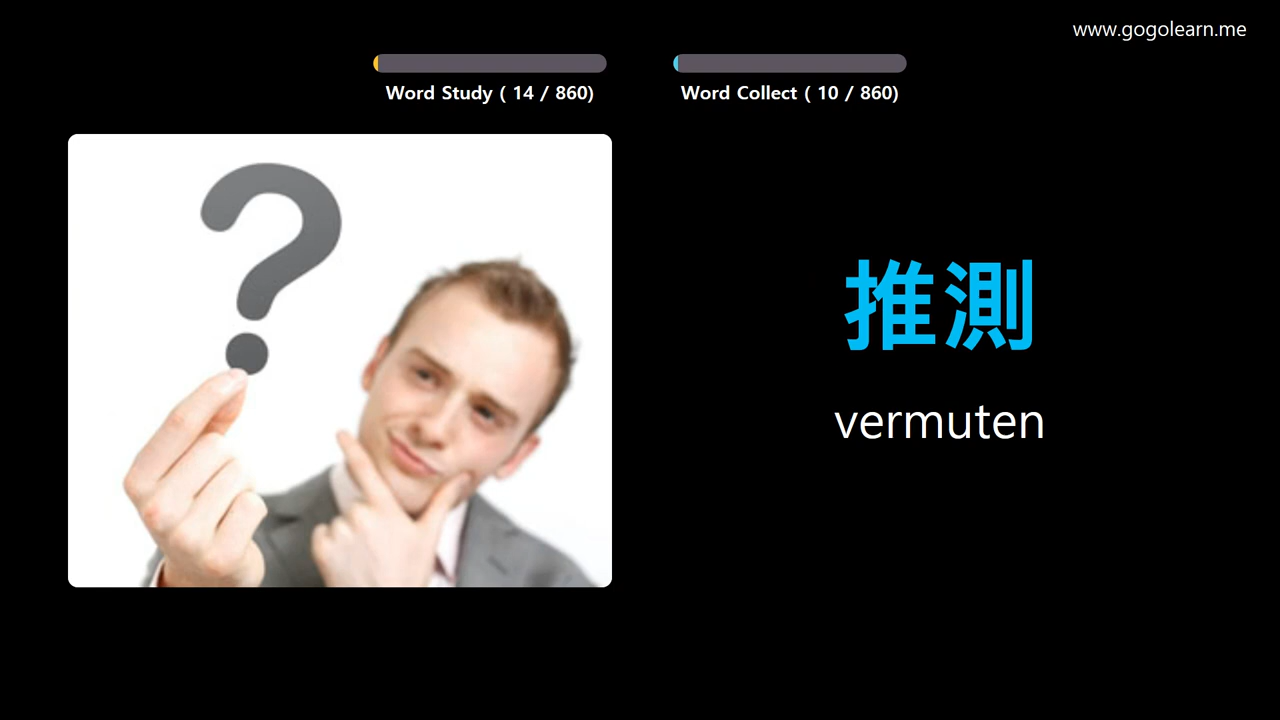 www.gogolearn.me
Word Study ( 14 / 860)
Word Collect ( 10 / 860)
?
推測
vermuten